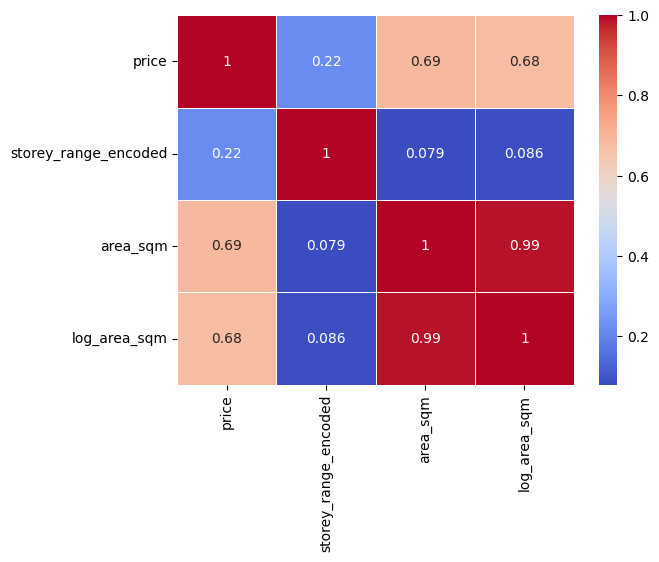 price 1 0.22 0.69 0.68
storey_range_encoded 0.22 1 0.079 0.086
area_sqm 0.69 0.079 1 0.99
log_area_sqm 0.68 0.086 0.99 1
price
storey_range_encoded
area_sqm
log_area_sqm
1.0
0.8
0.6
0.4
0.2